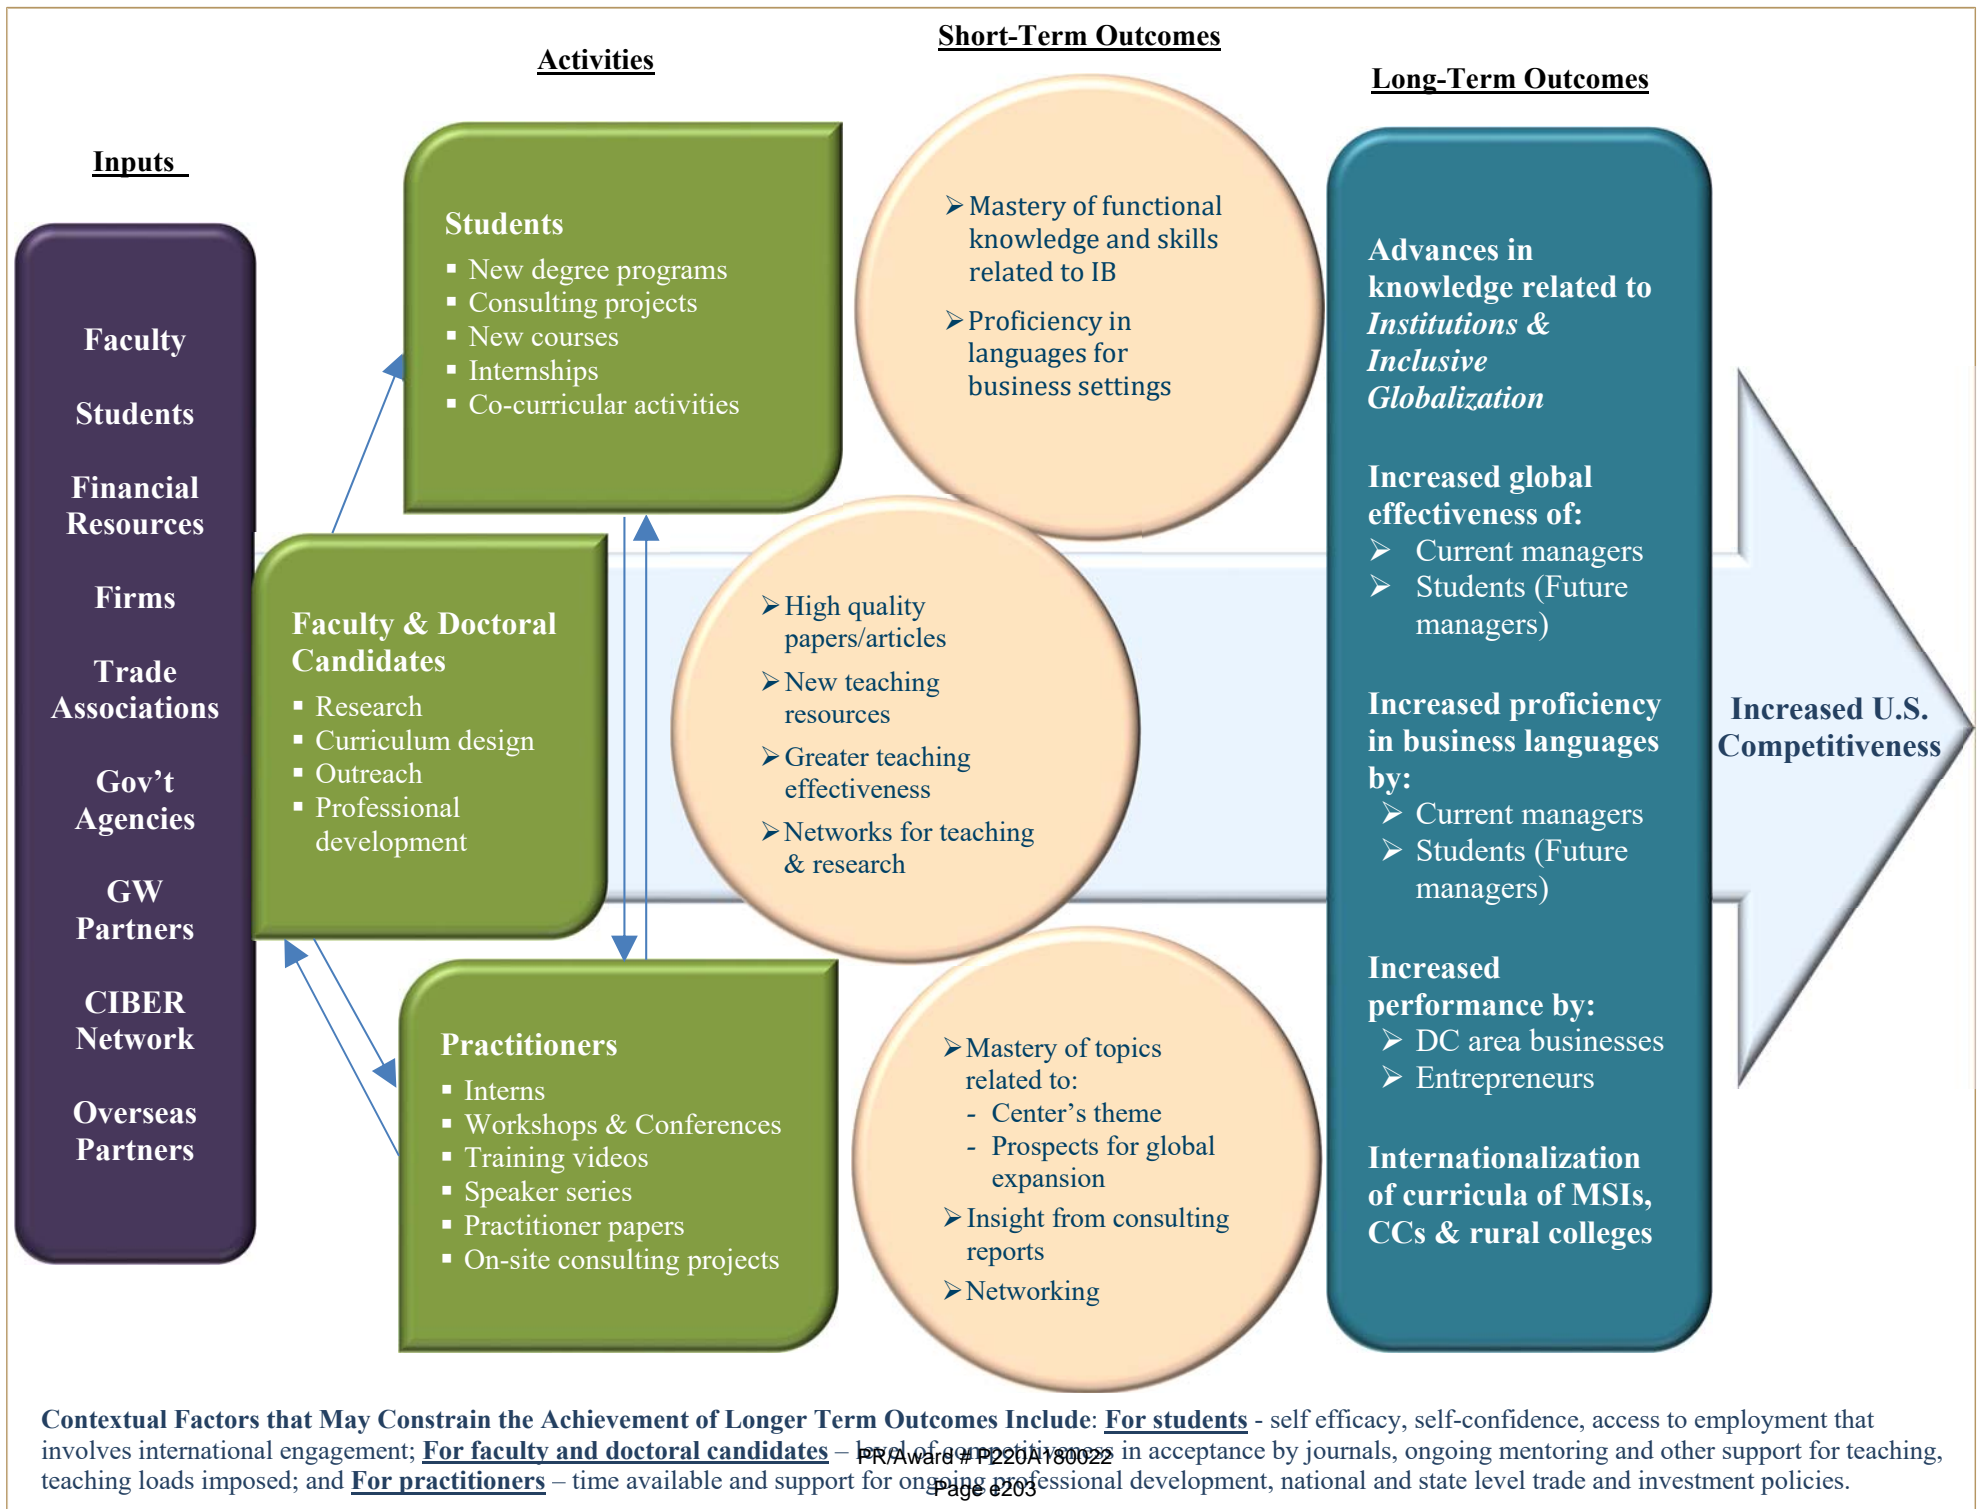 Inputs
Faculty
Students
Financial
Resources
Firms
Trade
Associations
Gov’t
Agencies
GW
Partners
CIBER
Network
Overseas
Partners
Activities
Students
▪ New degree programs
▪ Consulting projects
▪ New courses
▪ Internships
▪ Co-curricular activities
Faculty & Doctoral
Candidates
▪ Research
▪ Curriculum design
▪ Outreach
▪ Professional
development
Practitioners
▪ Interns
▪ Workshops & Conferences
▪ Training videos
▪ Speaker series
▪ Practitioner papers
▪ On-site consulting projects
Short-Term Outcomes
➢ Mastery of functional
knowledge and skills
related to IB
➢ Proficiency in
languages for
business settings
➢ High quality
papers/articles
➢ New teaching
resources
➢ Greater teaching
effectiveness
➢ Networks for teaching
& research
➢ Mastery of topics
related to:
- Center’s theme
- Prospects for global
expansion
➢ Insight from consulting
reports
➢ Networking
Long-Term Outcomes
Advances in
knowledge related to
Institutions &
Inclusive
Globalization
Increased global
effectiveness of:
➢ Current managers
➢ Students (Future
managers)
Increased proficiency
in business languages
by:
➢ Current managers
➢ Students (Future
managers)
Increased
performance by:
➢ DC area businesses
➢ Entrepreneurs
Internationalization
of curricula of MSIs,
CCs & rural colleges
Increased U.S.
Competitiveness
Contextual Factors that May Constrain the Achievement of Longer Term Outcomes Include: For students - self efficacy, self-confidence, access to employment that
involves international engagement; For faculty and doctoral candidates – level of competitiveness in acceptance by journals, ongoing mentoring and other support for teaching,
teaching loads imposed; and For practitioners – time available and support for ongoing professional development, national and state level trade and investment policies.
PR/Award # P220A180022
Page e203